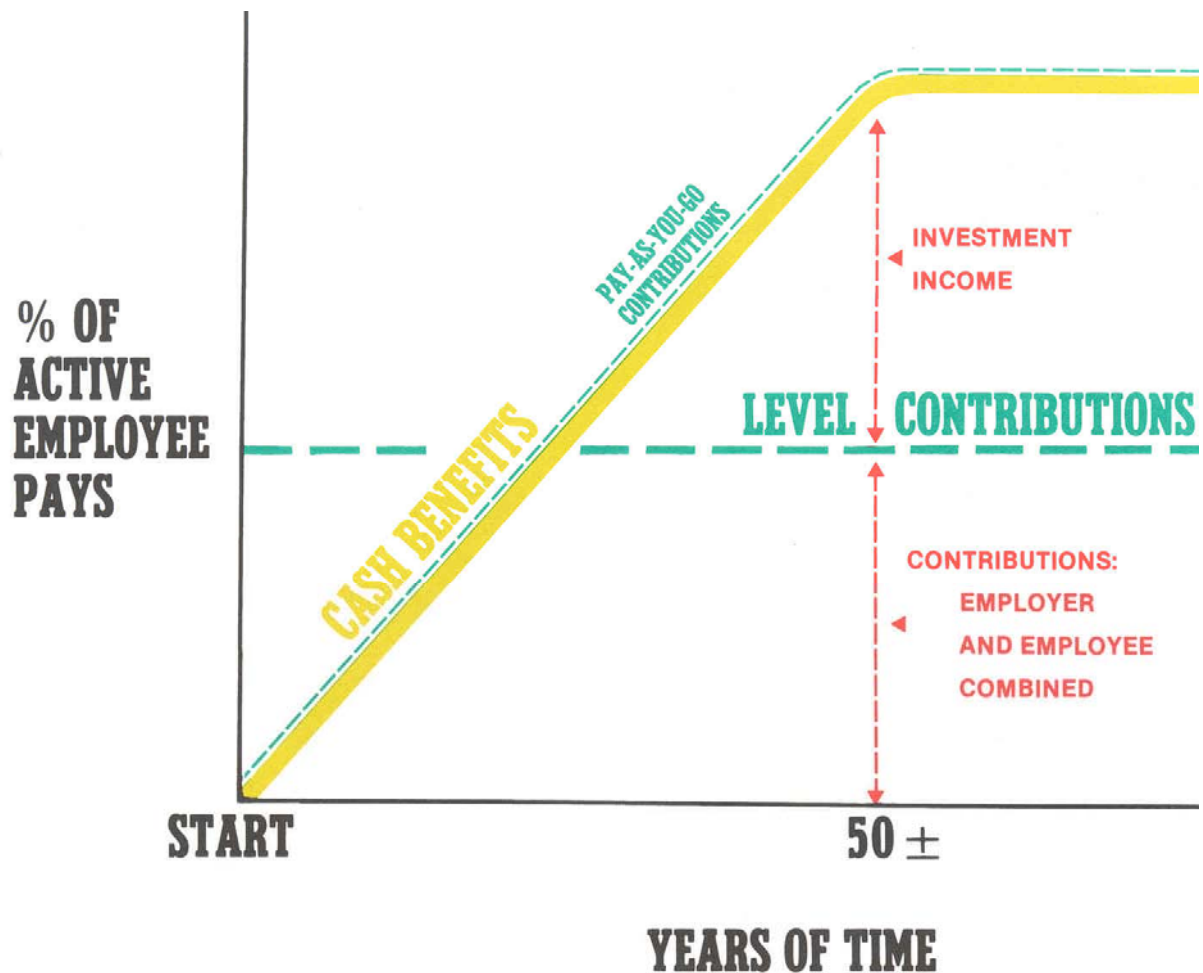 PAY-AS-YOU-GO
CONTRIBUTIONS
INVESTMENT
INCOME
% OF
ACTIVE
EMPLOYEE
PAYS
CASH BENEFITS
LEVEL CONTRIBUTIONS
CONTRIBUTIONS:
EMPLOYER
AND EMPLOYEE
COMBINED
START
50 ±
YEARS OF TIME